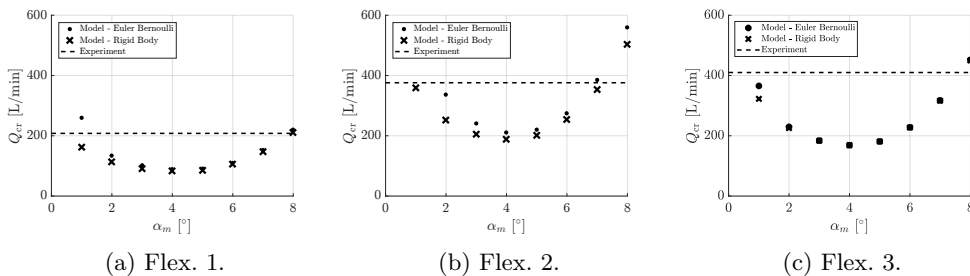 600
400
200
0
Q_cr [L/min]
Model - Euler Bernoulli
Model - Rigid Body
Experiment
0 2 4 6 8
α_m [°]
(a) Flex. 1.
600
400
200
0
Q_cr [L/min]
Model - Euler Bernoulli
Model - Rigid Body
Experiment
0 2 4 6 8
α_m [°]
(b) Flex. 2.
600
400
200
0
Q_cr [L/min]
Model - Euler Bernoulli
Model - Rigid Body
Experiment
0 2 4 6 8
α_m [°]
(c) Flex. 3.